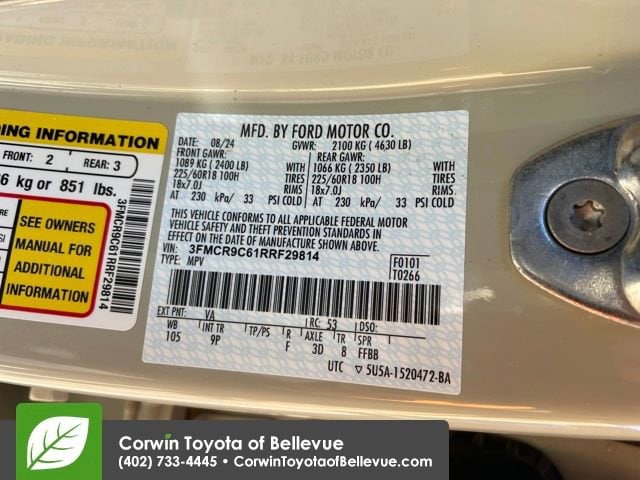 MFD. BY FORD MOTOR CO.
DATE: 08/24 GVWR: 2100 KG (4630 LB)
FRONT GAWR: REAR GAWR:
1089 KG (2400 LB) WITH 1066 KG (2350 LB) WITH
225/60R18 100H TIRES 225/60R18 100H TIRES
18x7.0J RIMS 18x7.0J RIMS
AT 230 kPa/ 33 PSI COLD AT 230 kPa/ 33 PSI COLD
THIS VEHICLE CONFORMS TO ALL APPLICABLE FEDERAL MOTOR
VEHICLE SAFETY AND THEFT PREVENTION STANDARDS IN
EFFECT ON THE DATE OF MANUFACTURE SHOWN ABOVE.
VIN: 3FMCR9C61RRF29814 F0101
TYPE: MPV T0266
EXT PNT: VA RC: 53 DSO:
WB INT TR TP/PS R AXLE TR SPR
105 9P F 3D 8 FFBB
UTC 5U5A-1520472-BA
DING INFORMATION
FRONT: 2 REAR: 3
6 kg or 851 lbs.
SEE OWNERS
MANUAL FOR
ADDITIONAL
INFORMATION
3FMCR9C61RRF29814
Corwin Toyota of Bellevue
(402) 733-4445 • CorwinToyotaofBellevue.com